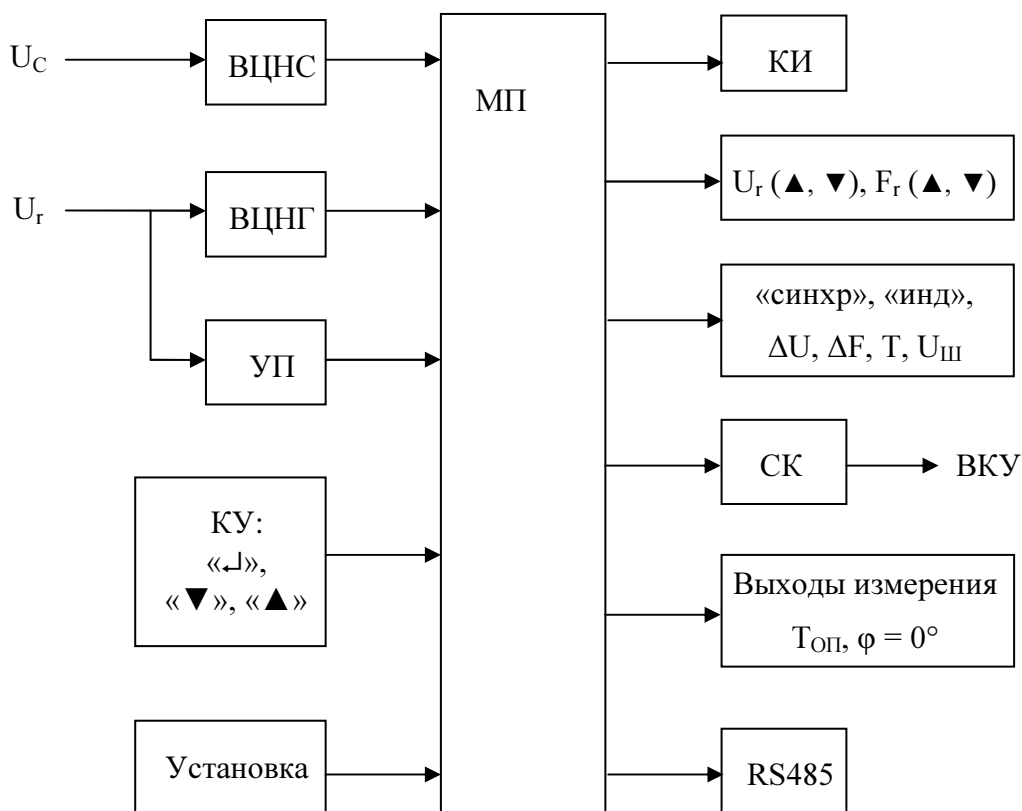 U_C
ВЦНС
МП
КИ
U_r (▲, ▼), F_r (▲, ▼)
U_r
ВЦНГ
«синхр», «инд»,
ΔU, ΔF, T, U_Ш
УП
СК
ВКУ
КУ:
«↵»,
«▼», «▲»
Выходы измерения
T_ОП, φ = 0°
Установка
RS485